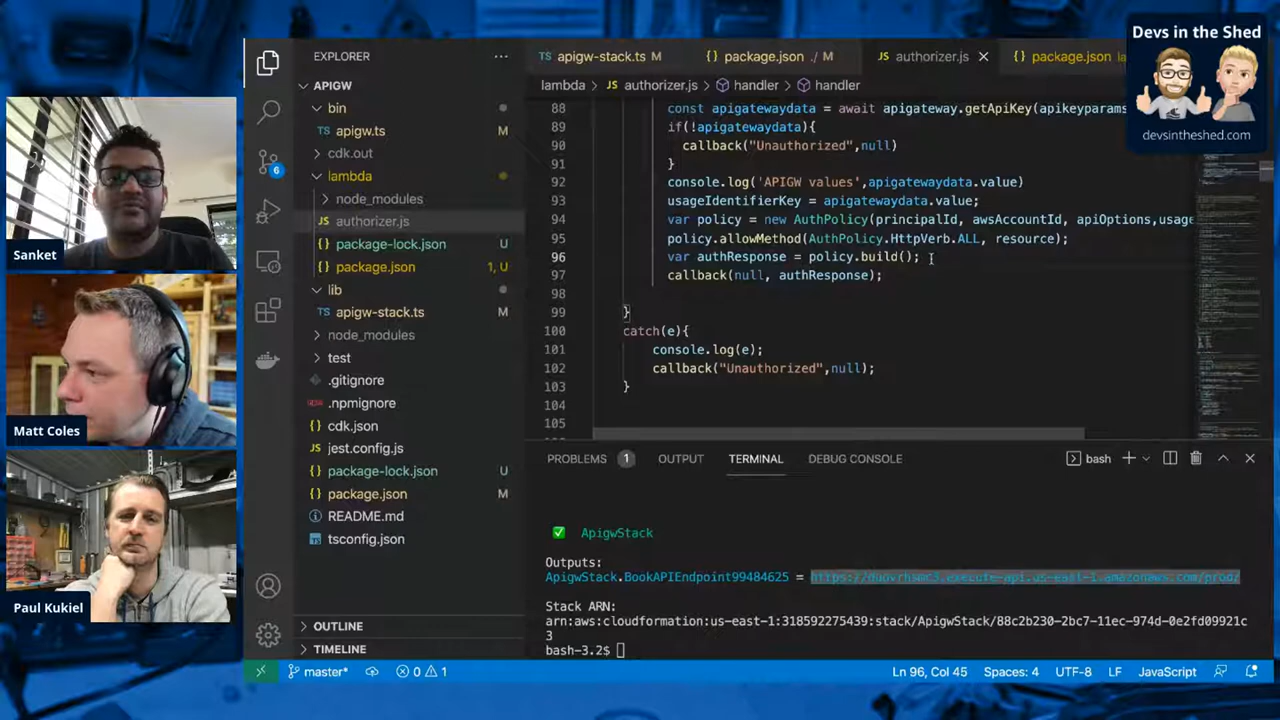 Devs in the Shed
devsintheshed.com
Sanket
Matt Coles
Paul Kukiel
EXPLORER
APIGW
bin
TS apigw.ts M
cdk.out
lambda
node_modules
JS authorizer.js
{} package-lock.json U
{} package.json 1, U
lib
TS apigw-stack.ts M
node_modules
test
.gitignore
.npmignore
{} cdk.json
JS jest.config.js
{} package-lock.json U
{} package.json M
README.md
TS tsconfig.json
OUTLINE
TIMELINE
6
TS apigw-stack.ts M {} package.json ./ M JS authorizer.js {} package.json
lambda > JS authorizer.js > handler > handler
88 const apigatewaydata = await apigateway.getApiKey(apikeyparams
89 if(!apigatewaydata){
90 callback("Unauthorized",null)
91 }
92 console.log('APIGW values',apigatewaydata.value)
93 usageIdentifierKey = apigatewaydata.value;
94 var policy = new AuthPolicy(principalId, awsAccountId, apiOptions,usage
95 policy.allowMethod(AuthPolicy.HttpVerb.ALL, resource);
96 var authResponse = policy.build();
97 callback(null, authResponse);
98
99 }
100 catch(e){
101 console.log(e);
102 callback("Unauthorized",null);
103 }
104
105
PROBLEMS 1 OUTPUT TERMINAL DEBUG CONSOLE bash
✅ ApigwStack
Outputs:
ApigwStack.BookAPIEndpoint99484625 =
Stack ARN:
arn:aws:cloudformation:us-east-1:318592275439:stack/ApigwStack/88c2b230-2bc7-11ec-974d-0e2fd09921c
3
bash-3.2$
master* 0 1 Ln 96, Col 45 Spaces: 4 UTF-8 LF JavaScript